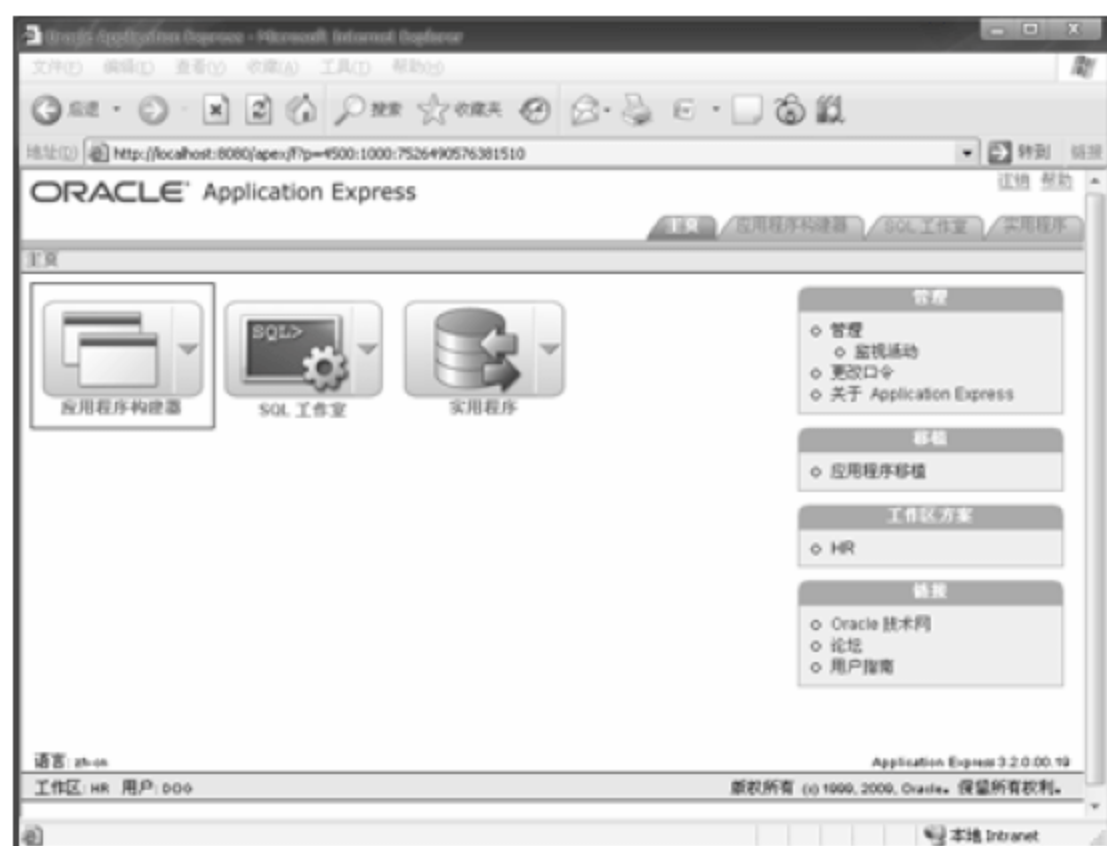 Oracle Application Express - Microsoft Internet Explorer
文件(F) 编辑(E) 查看(V) 收藏(A) 工具(T) 帮助(H)
后退 搜索 收藏夹
地址(D) http://localhost:8080/apex/f?p=4500:1000:7526490576381510 转到 链接
ORACLE Application Express
注销 帮助
主页 应用程序构建器 SQL 工作室 实用程序
主页
SQL>
应用程序构建器 SQL 工作室 实用程序
管理
管理
监视活动
更改口令
关于 Application Express
移植
应用程序移植
工作区方案
HR
链接
Oracle 技术网
论坛
用户指南
语言: zh-cn
Application Express 3.2.0.00.19
工作区: HR 用户: DOG
版权所有 (c) 1999, 2009, Oracle。保留所有权利。
本地 Intranet